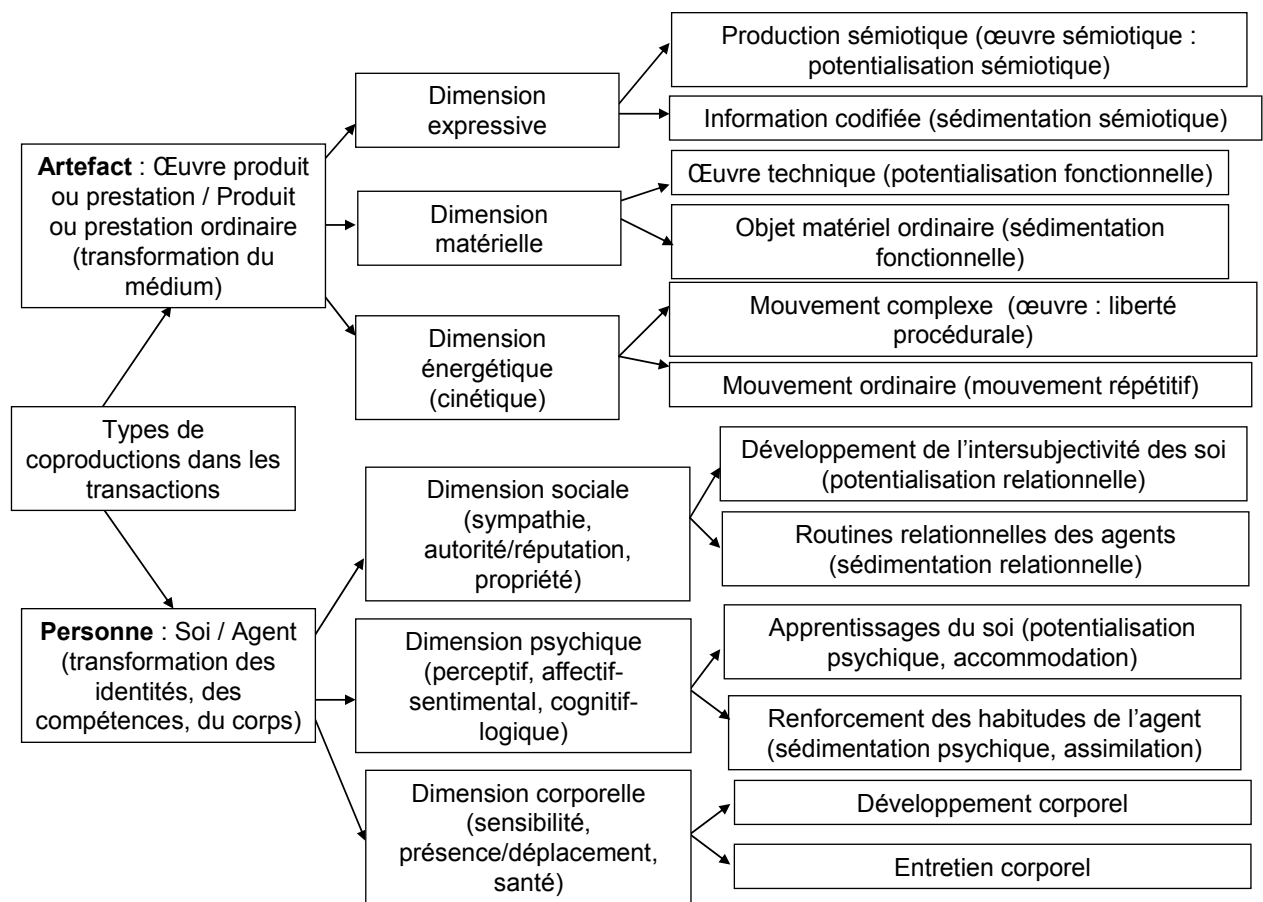 Production sémiotique (œuvre sémiotique :
potentialisation sémiotique)
Dimension
expressive
Information codifiée (sédimentation sémiotique)
Artefact : Œuvre produit
ou prestation / Produit
ou prestation ordinaire
(transformation du
médium)
Œuvre technique (potentialisation fonctionnelle)
Dimension
matérielle
Objet matériel ordinaire (sédimentation
fonctionnelle)
Mouvement complexe  (œuvre : liberté
procédurale)
Dimension
énergétique
(cinétique)
Mouvement ordinaire (mouvement répétitif)
Types de
coproductions dans les
transactions
Développement de l’intersubjectivité des soi
(potentialisation relationnelle)
Dimension sociale
(sympathie,
autorité/réputation,
propriété)
Routines relationnelles des agents
(sédimentation relationnelle)
Personne : Soi / Agent
(transformation des
identités, des
compétences, du corps)
Apprentissages du soi (potentialisation
psychique, accommodation)
Dimension psychique
(perceptif, affectif-
sentimental, cognitif-
logique)
Renforcement des habitudes de l’agent
(sédimentation psychique, assimilation)
Dimension corporelle
(sensibilité,
présence/déplacement,
santé)
Développement corporel
Entretien corporel